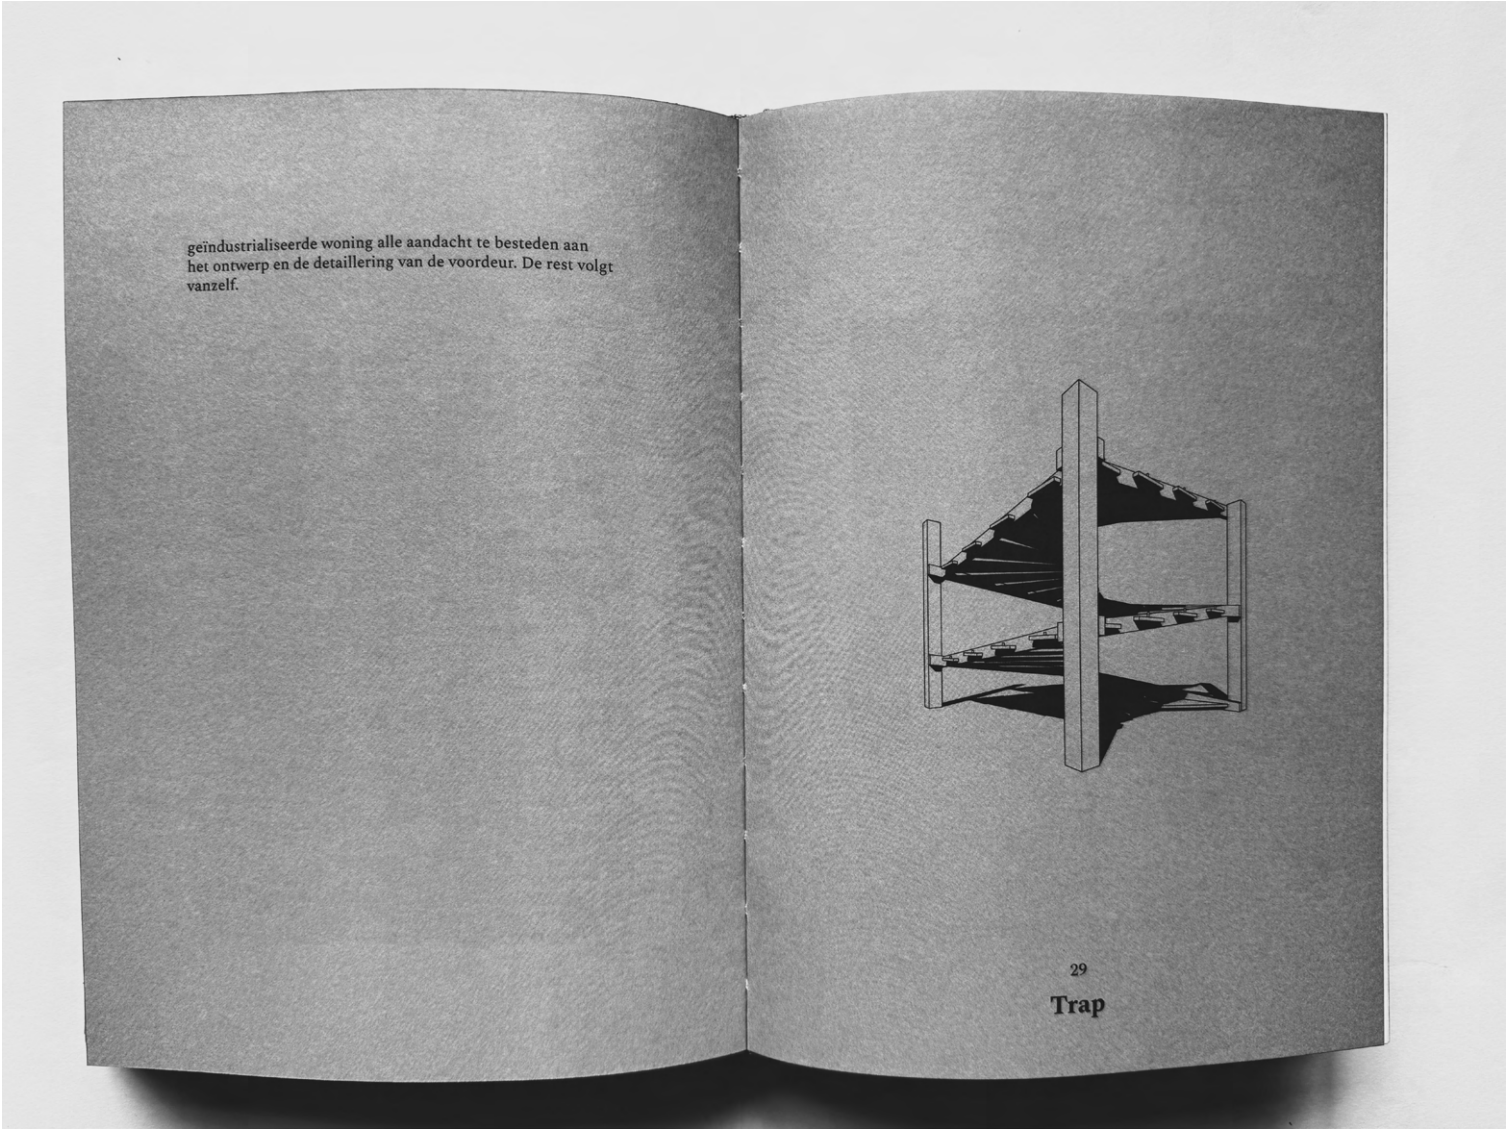 geïndustrialiseerde woning alle aandacht te besteden aan
het ontwerp en de detaillering van de voordeur. De rest volgt
vanzelf.
29
Trap